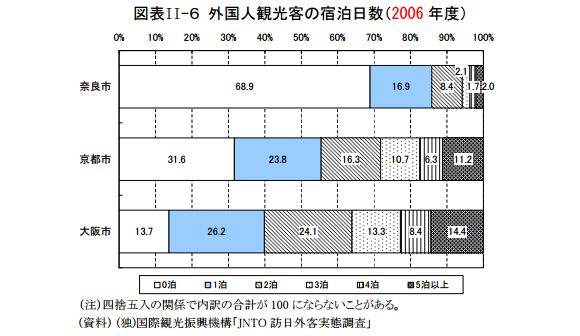 図表II-6 外国人観光客の宿泊日数(2006 年度)
0% 10% 20% 30% 40% 50% 60% 70% 80% 90% 100%
奈良市 68.9 16.9 8.4 2.1 1.7 2.0
京都市 31.6 23.8 16.3 10.7 6.3 11.2
大阪市 13.7 26.2 24.1 13.3 8.4 14.4
0泊 1泊 2泊 3泊 4泊 5泊以上
(注)四捨五入の関係で内訳の合計が100にならないことがある。
(資料) (独)国際観光振興機構「JNTO 訪日外客実態調査」